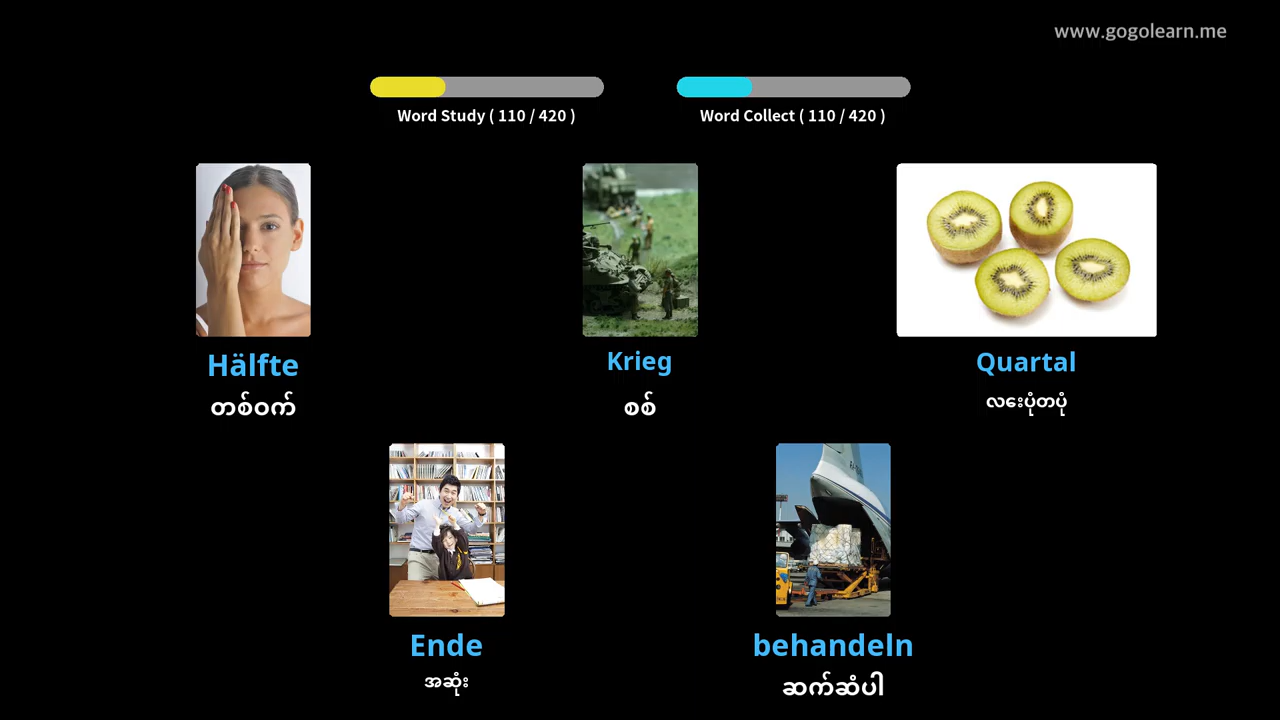 www.gogolearn.me
Word Study ( 110 / 420 )
Word Collect ( 110 / 420 )
Hälfte
တစ်ဝက်
Krieg
စစ်
Quartal
လးေပုံတပုံ
Ende
အဆုံး
behandeln
ဆက်ဆံပါ